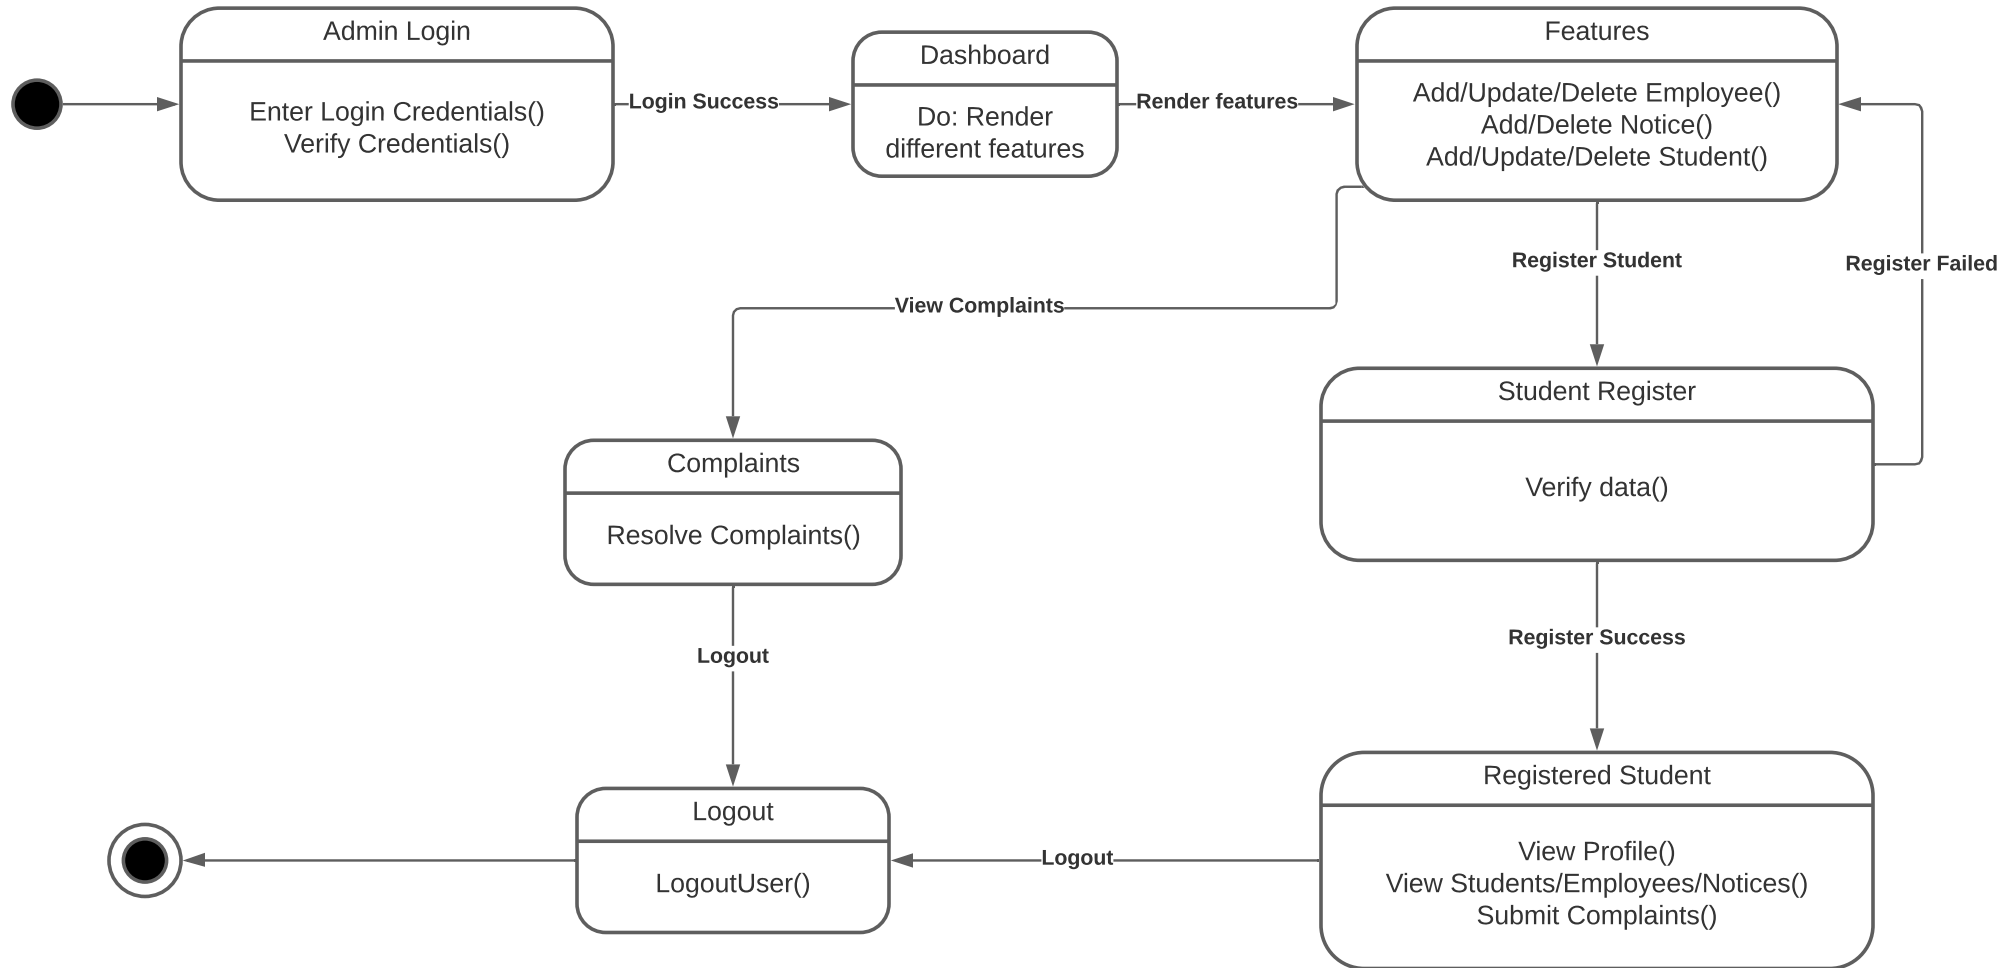 Admin Login
Enter Login Credentials()
Verify Credentials()
Login Success
Dashboard
Do: Render
different features
Render features
Features
Add/Update/Delete Employee()
Add/Delete Notice()
Add/Update/Delete Student()
Register Student
Register Failed
View Complaints
Student Register
Verify data()
Complaints
Resolve Complaints()
Logout
Register Success
Registered Student
View Profile()
View Students/Employees/Notices()
Submit Complaints()
Logout
Logout
LogoutUser()